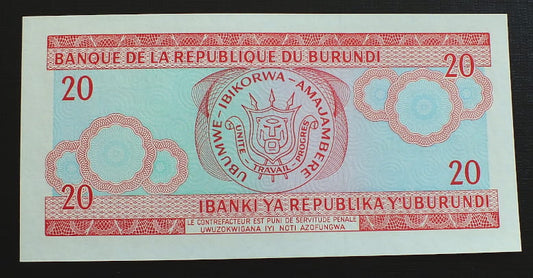 BANQUE DE LA REPUBLIQUE DU BURUNDI
20 20
UBUMWE – IBIKORWA – AMAJAMBERE
UNITE – TRAVAIL – PROGRES
20 20
IBANKI YA REPUBLIKA Y'UBURUNDI
LE CONTREFACTEUR EST PUNI DE SERVITUDE PENALE
UWUZOKWIGANA IYI NOTI AZOFUNGWA